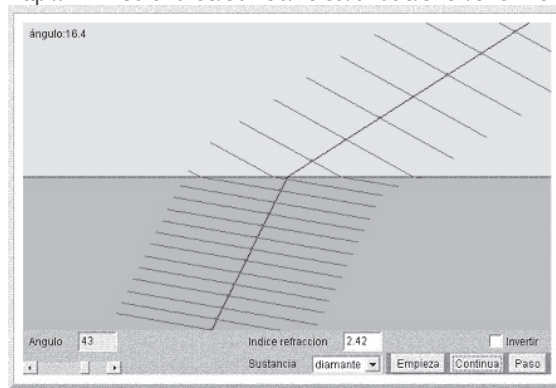 ángulo:16.4
Angulo 43 Indice refraccion 2.42 Invertir
Sustancia diamante Empieza Continua Paso